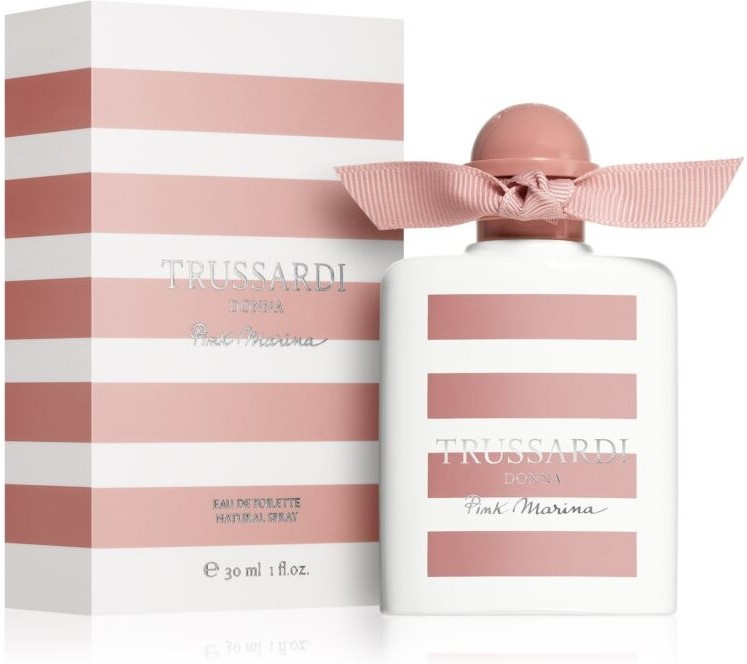 TRUSSARDI
DONNA
Pink Marina
EAU DE TOILETTE
NATURAL SPRAY
℮ 30 ml 1 fl.oz.
TRUSSARDI
DONNA
Pink Marina